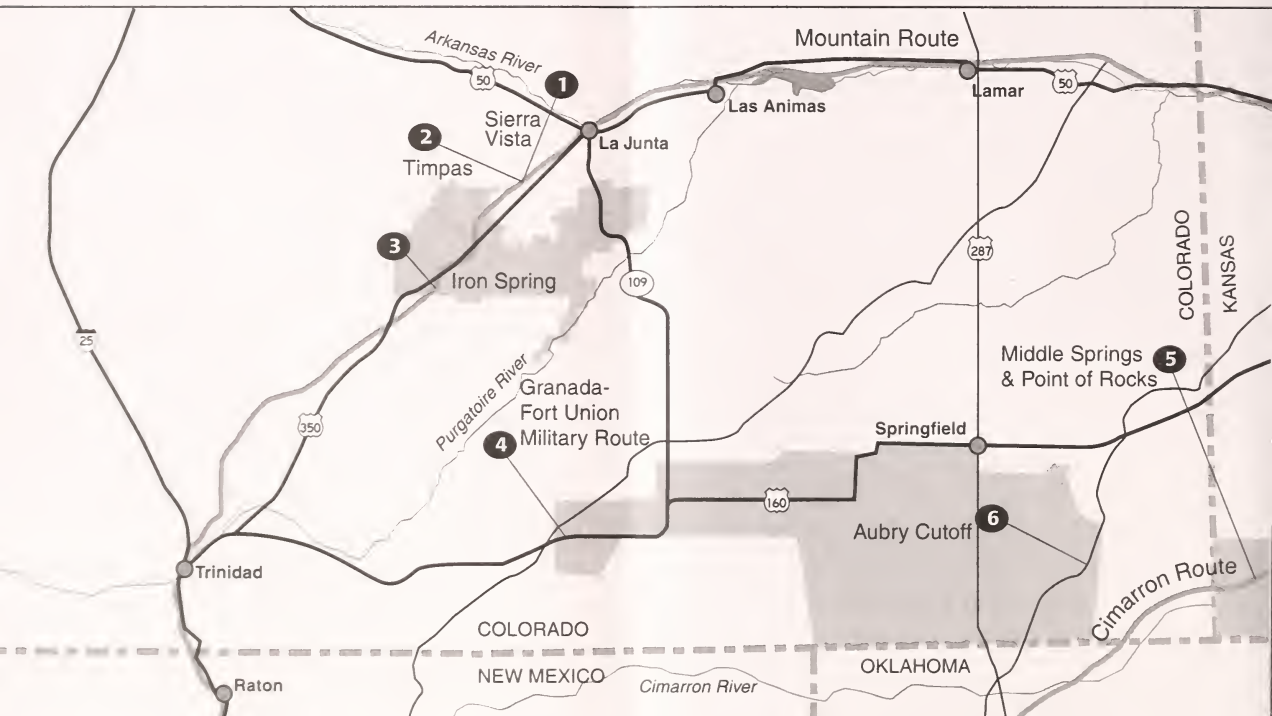 Mountain Route
Arkansas River
50
1
Sierra
Vista
2
Timpas
La Junta
Las Animas
Lamar
50
3
Iron Spring
109
287
COLORADO
KANSAS
25
350
Purgatoire River
Granada-
Fort Union
Military Route
4
Middle Springs
& Point of Rocks
5
Springfield
160
Aubry Cutoff
6
Cimarron Route
Trinidad
COLORADO
NEW MEXICO
OKLAHOMA
Raton
Cimarron River